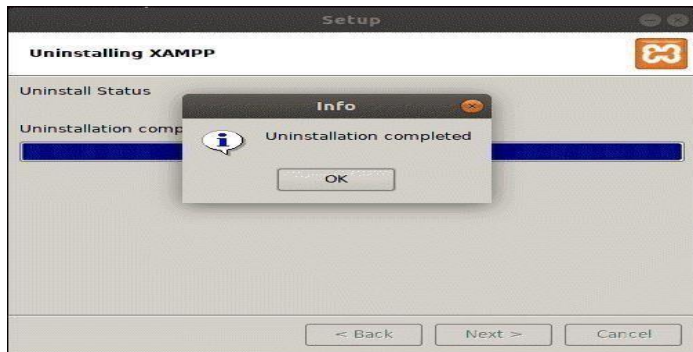 Setup
Uninstalling XAMPP
Uninstall Status
Info
Uninstallation comp
Uninstallation completed
OK
< Back
Next >
Cancel